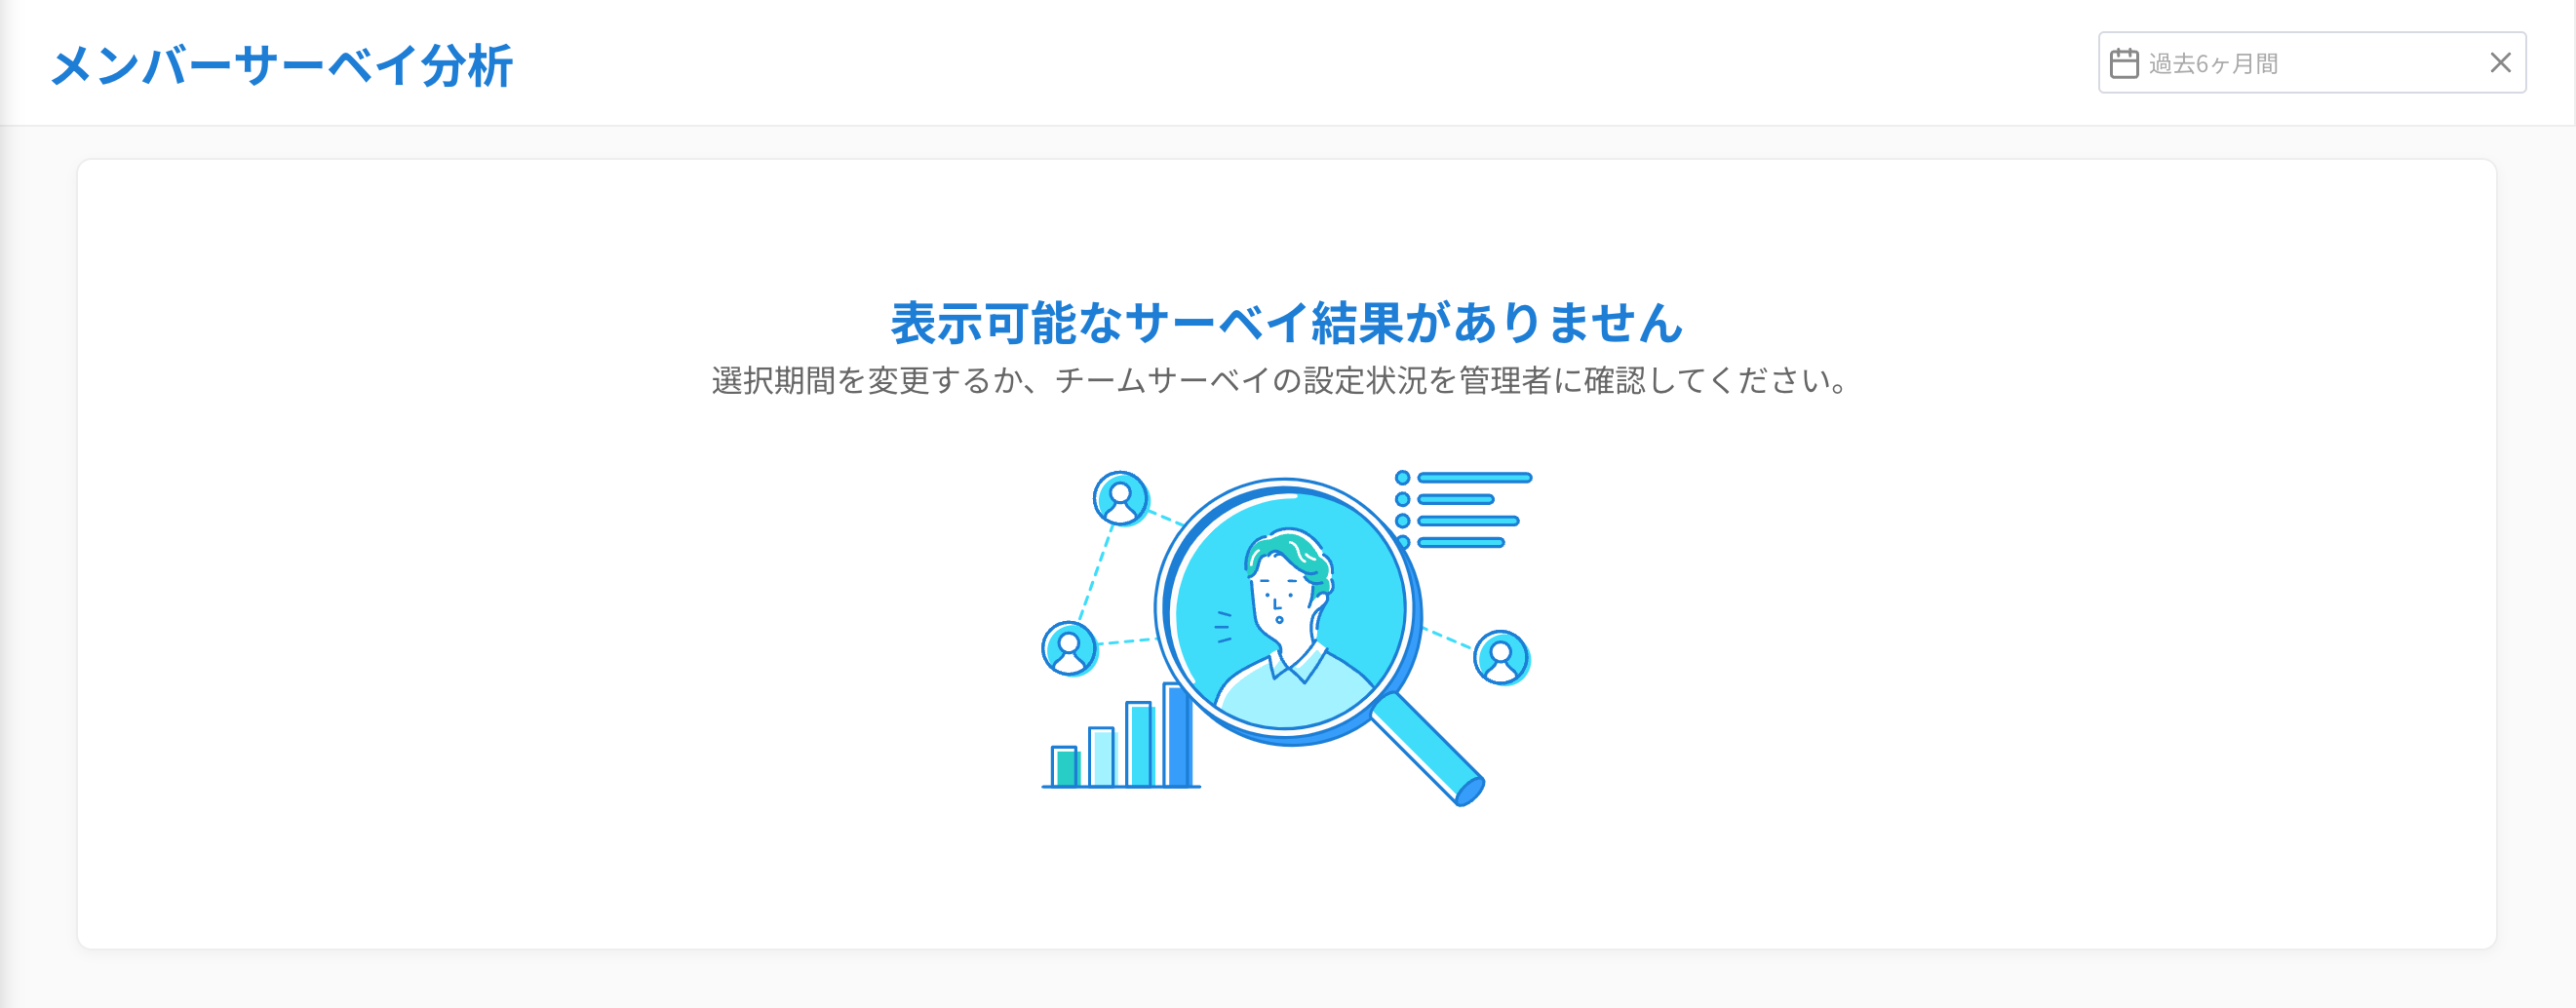 メンバーサーベイ分析
過去6ヶ月間
表示可能なサーベイ結果がありません
選択期間を変更するか、チームサーベイの設定状況を管理者に確認してください。